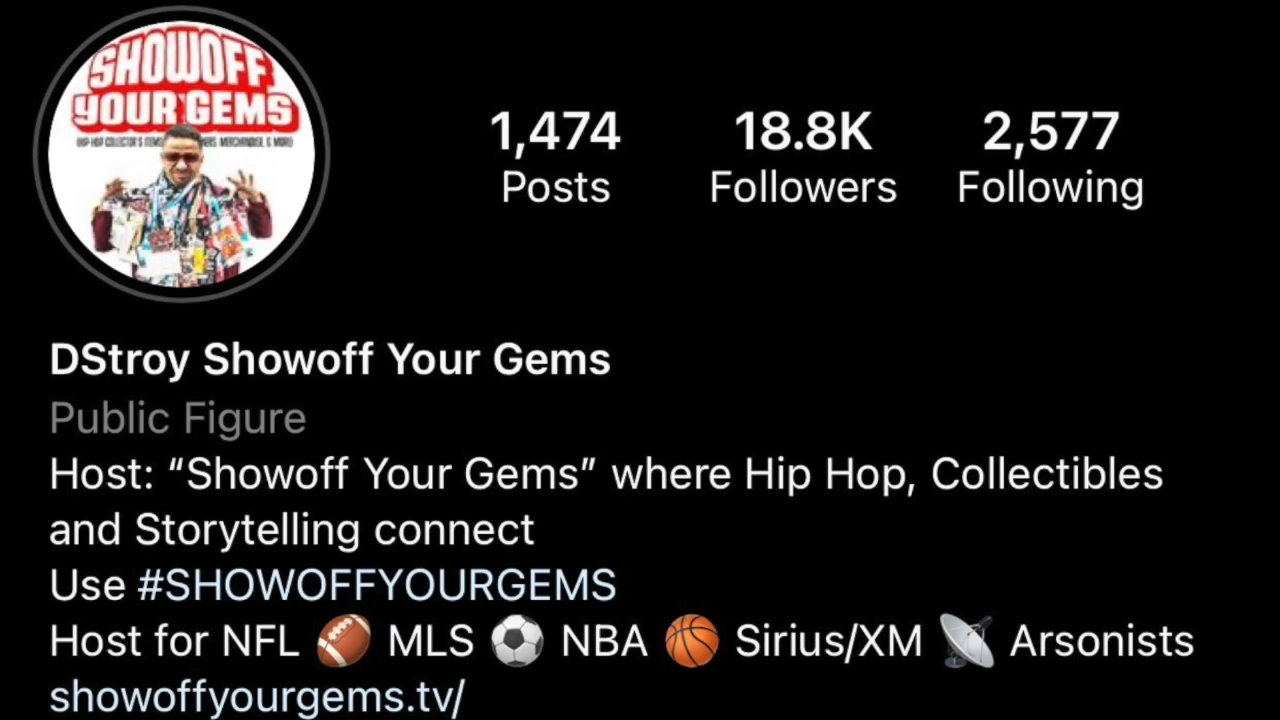 SHOWOFF
YOUR GEMS
1,474
Posts
18.8K
Followers
2,577
Following
DStroy Showoff Your Gems
Public Figure
Host: “Showoff Your Gems” where Hip Hop, Collectibles
and Storytelling connect
Use #SHOWOFFYOURGEMS
Host for NFL 🏈 MLS ⚽ NBA 🏀 Sirius/XM 📡 Arsonists
showoffyourgems.tv/